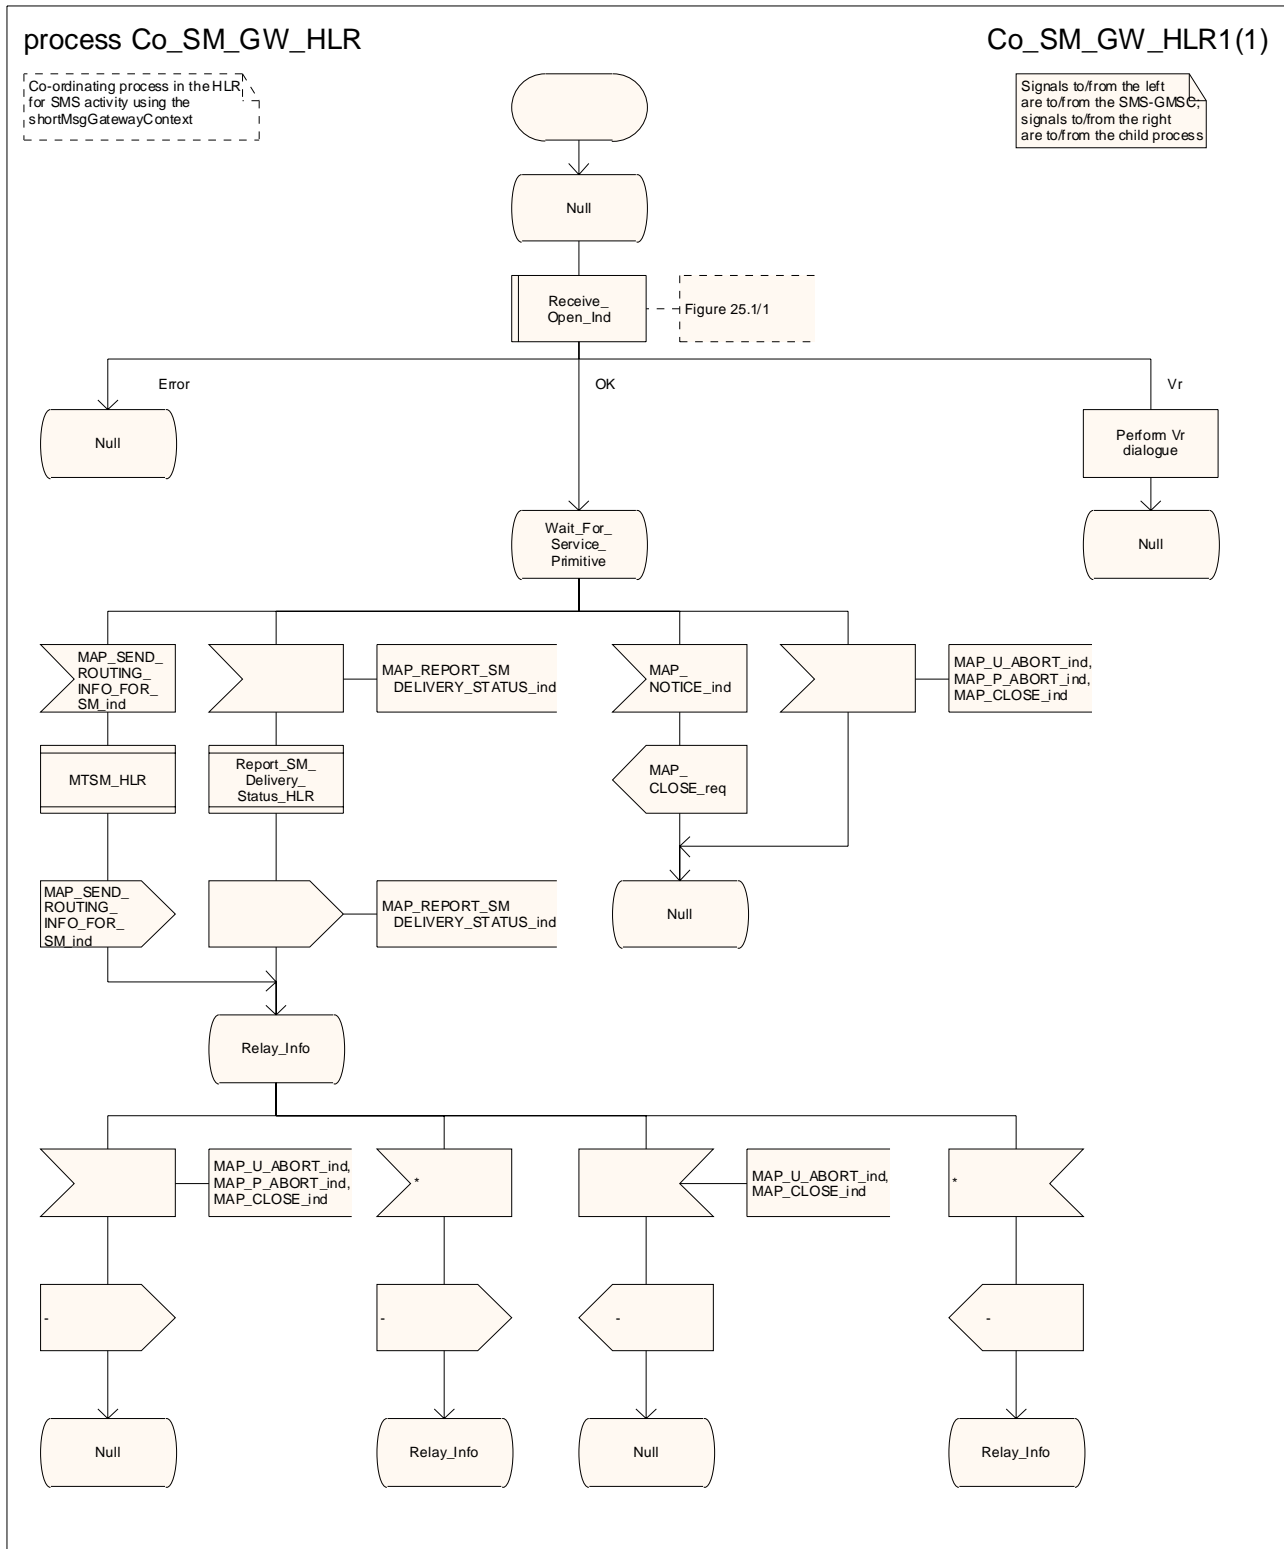 process Co_SM_GW_HLR
Co_SM_GW_HLR1(1)
Co-ordinating process in the HLR
for SMS activity using the
shortMsgGatewayContext
Signals to/from the left
are to/from the SMS-GMSC;
signals to/from the right
are to/from the child process
Null
Receive_
Open_Ind
Figure 25.1/1
Error
OK
Vr
Null
Perform Vr
dialogue
Wait_For_
Service_
Primitive
Null
MAP_SEND_
ROUTING_
INFO_FOR_
SM_ind
MAP_REPORT_SM
DELIVERY_STATUS_ind
MAP_
NOTICE_ind
MAP_U_ABORT_ind,
MAP_P_ABORT_ind,
MAP_CLOSE_ind
MTSM_HLR
Report_SM_
Delivery_
Status_HLR
MAP_
CLOSE_req
MAP_SEND_
ROUTING_
INFO_FOR_
SM_ind
MAP_REPORT_SM
DELIVERY_STATUS_ind
Null
Relay_Info
MAP_U_ABORT_ind,
MAP_P_ABORT_ind,
MAP_CLOSE_ind
*
MAP_U_ABORT_ind,
MAP_CLOSE_ind
*
-
-
-
-
Null
Relay_Info
Null
Relay_Info